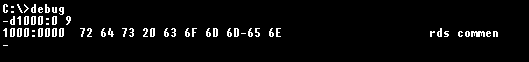 C:\>debug
-d1000:0 9
1000:0000  72 64 73 20 63 6F 6D 6D-65 6E                    rds commen
-